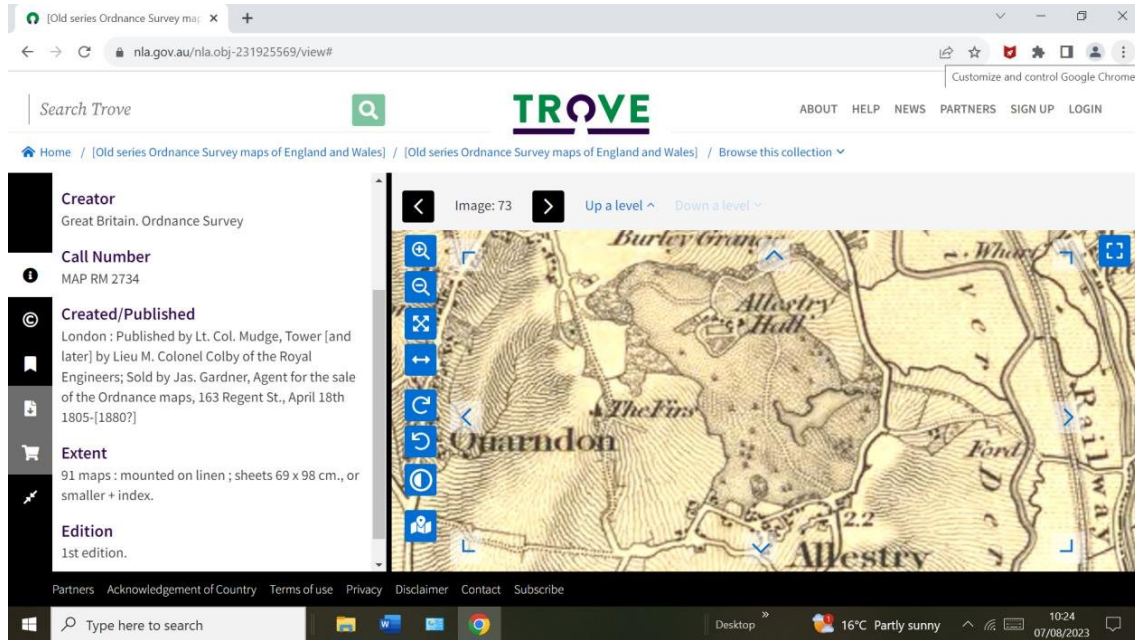 [Old series Ordnance Survey map
nla.gov.au/nla.obj-231925569/view#
Customize and control Google Chrome
Search Trove
TROVE
ABOUT HELP NEWS PARTNERS SIGN UP LOGIN
Home / [Old series Ordnance Survey maps of England and Wales] / [Old series Ordnance Survey maps of England and Wales] / Browse this collection
Creator
Great Britain. Ordnance Survey
Call Number
MAP RM 2734
Created/Published
London : Published by Lt. Col. Mudge, Tower [and
later] by Lieu M. Colonel Colby of the Royal
Engineers; Sold by Jas. Gardner, Agent for the sale
of the Ordnance maps, 163 Regent St., April 18th
1805-[1880?]
Extent
91 maps : mounted on linen ; sheets 69 x 98 cm., or
smaller + index.
Edition
1st edition.
Image: 73 Up a level Down a level
Burley Grange
Wharf
Allestry
Hall
The Firs
Quarndon
Ford
Railway
2.2
Allestry
Partners Acknowledgement of Country Terms of use Privacy Disclaimer Contact Subscribe
Type here to search
Desktop
16°C Partly sunny
10:24
07/08/2023